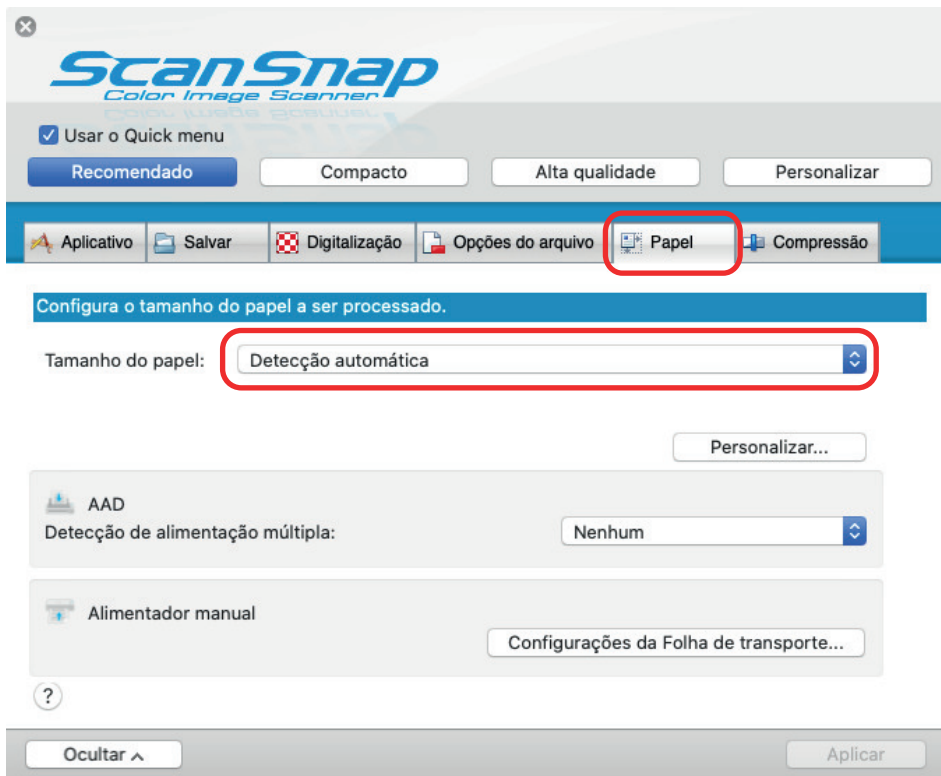 ScanSnap
Color Image Scanner
Usar o Quick menu
Recomendado Compacto Alta qualidade Personalizar
Aplicativo Salvar Digitalização Opções do arquivo Papel Compressão
Configura o tamanho do papel a ser processado.
Tamanho do papel: Detecção automática
Personalizar...
AAD
Detecção de alimentação múltipla: Nenhum
Alimentador manual
Configurações da Folha de transporte...
?
Ocultar Aplicar